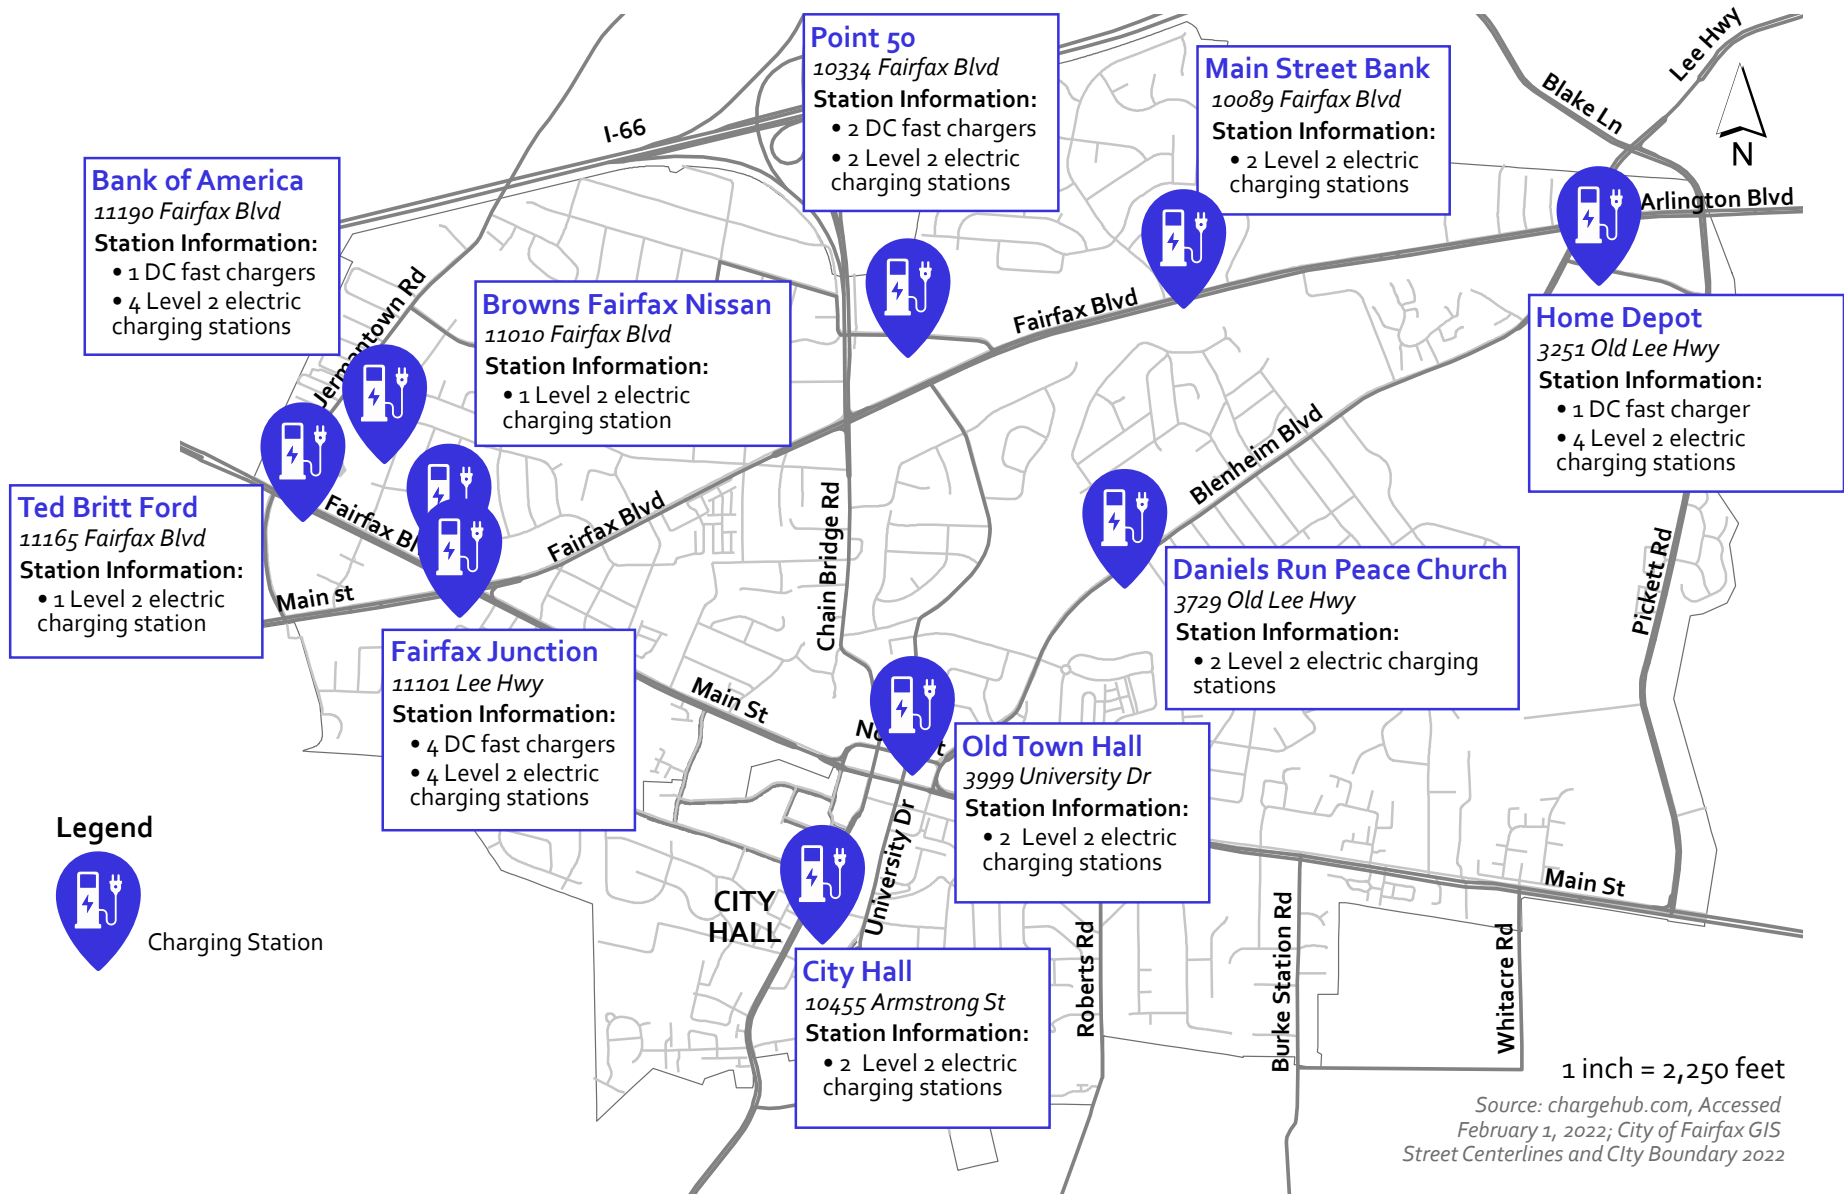 Point 50
10334 Fairfax Blvd
Station Information:
• 2 DC fast chargers
• 2 Level 2 electric
charging stations
Main Street Bank
10089 Fairfax Blvd
Station Information:
• 2 Level 2 electric
charging stations
Lee Hwy
Blake Ln
N
I-66
Arlington Blvd
Bank of America
11190 Fairfax Blvd
Station Information:
• 1 DC fast chargers
• 4 Level 2 electric
charging stations
Jermantown Rd
Browns Fairfax Nissan
11010 Fairfax Blvd
Station Information:
• 1 Level 2 electric
charging station
Fairfax Blvd
Home Depot
3251 Old Lee Hwy
Station Information:
• 1 DC fast charger
• 4 Level 2 electric
charging stations
Blenheim Blvd
Ted Britt Ford
11165 Fairfax Blvd
Station Information:
• 1 Level 2 electric
charging station
Fairfax Bl
Fairfax Blvd
Main st
Chain Bridge Rd
Pickett Rd
Daniels Run Peace Church
3729 Old Lee Hwy
Station Information:
• 2 Level 2 electric charging
stations
Fairfax Junction
11101 Lee Hwy
Station Information:
• 4 DC fast chargers
• 4 Level 2 electric
charging stations
Main St
Old Town Hall
3999 University Dr
Station Information:
• 2 Level 2 electric
charging stations
University Dr
Legend
Charging Station
CITY
HALL
Main St
City Hall
10455 Armstrong St
Station Information:
• 2 Level 2 electric
charging stations
Roberts Rd
Burke Station Rd
Whitacre Rd
1 inch = 2,250 feet
Source: chargehub.com, Accessed
February 1, 2022; City of Fairfax GIS
Street Centerlines and CIty Boundary 2022